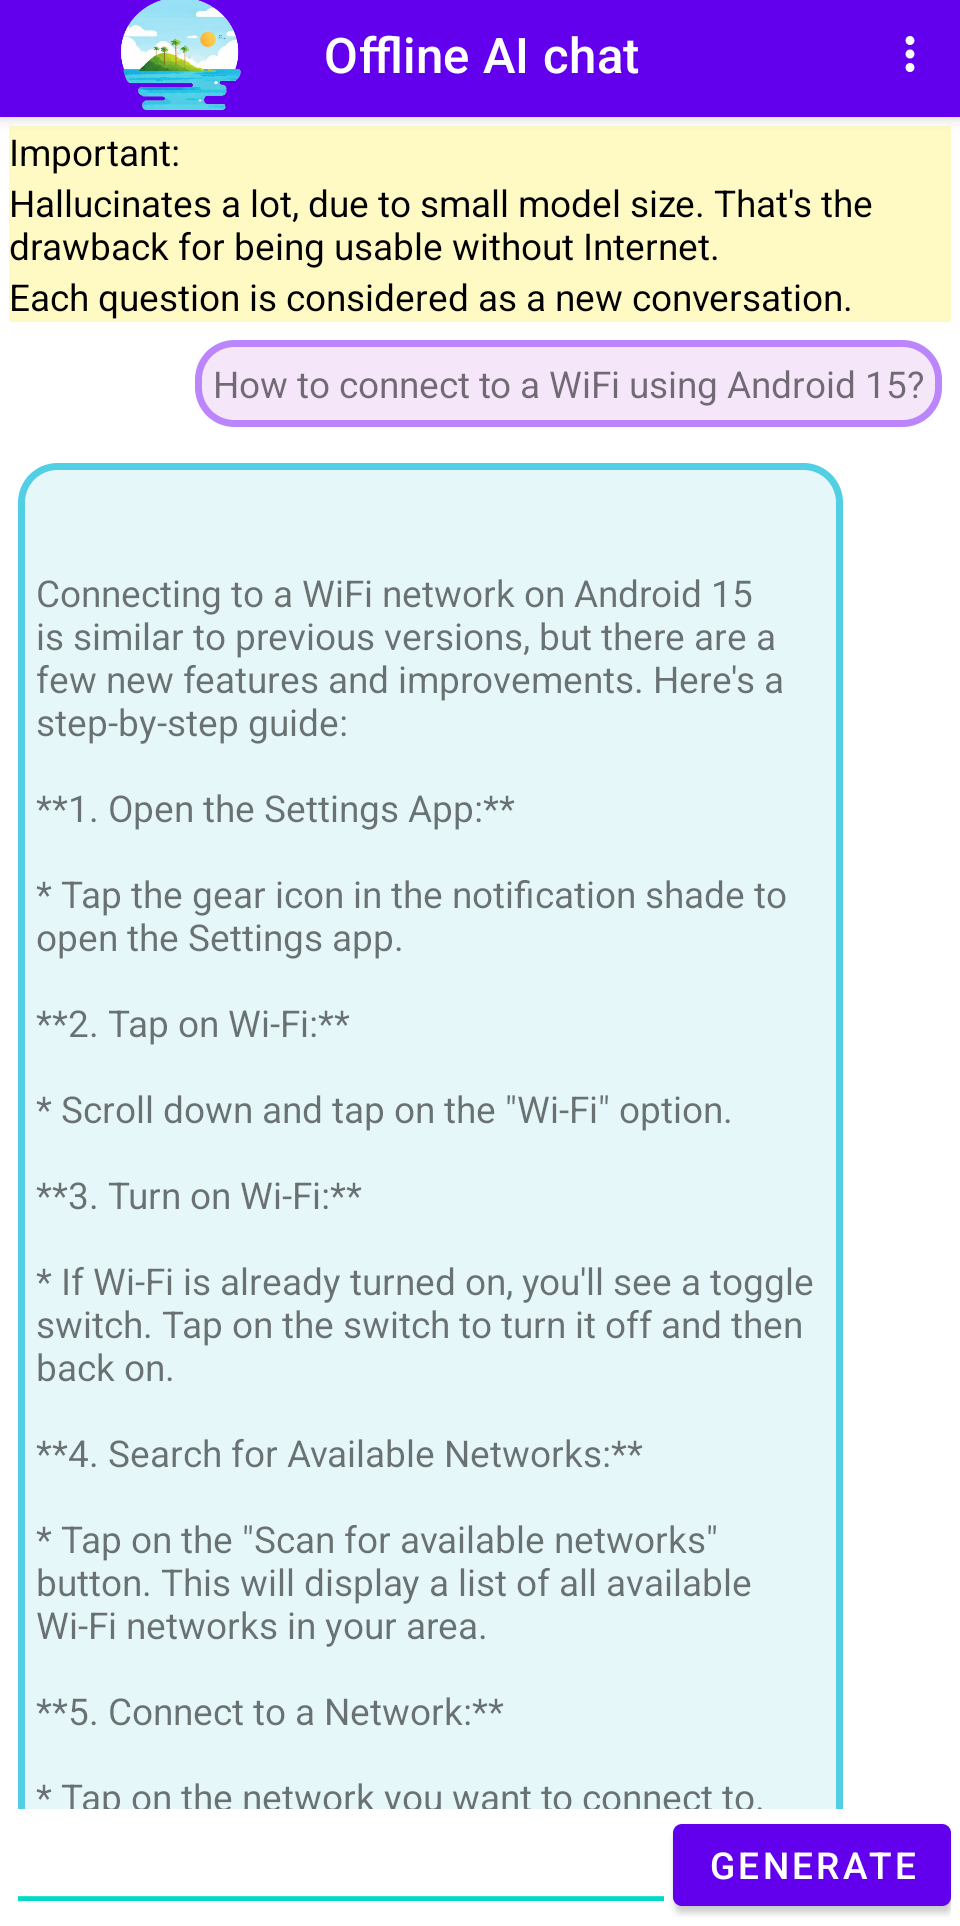 Offline AI chat
Important:
Hallucinates a lot, due to small model size. That's the
drawback for being usable without Internet.
Each question is considered as a new conversation.
How to connect to a WiFi using Android 15?
Connecting to a WiFi network on Android 15
is similar to previous versions, but there are a
few new features and improvements. Here's a
step-by-step guide:
**1. Open the Settings App:**
* Tap the gear icon in the notification shade to
open the Settings app.
**2. Tap on Wi-Fi:**
* Scroll down and tap on the "Wi-Fi" option.
**3. Turn on Wi-Fi:**
* If Wi-Fi is already turned on, you'll see a toggle
switch. Tap on the switch to turn it off and then
back on.
**4. Search for Available Networks:**
* Tap on the "Scan for available networks"
button. This will display a list of all available
Wi-Fi networks in your area.
**5. Connect to a Network:**
* Tap on the network you want to connect to.
GENERATE